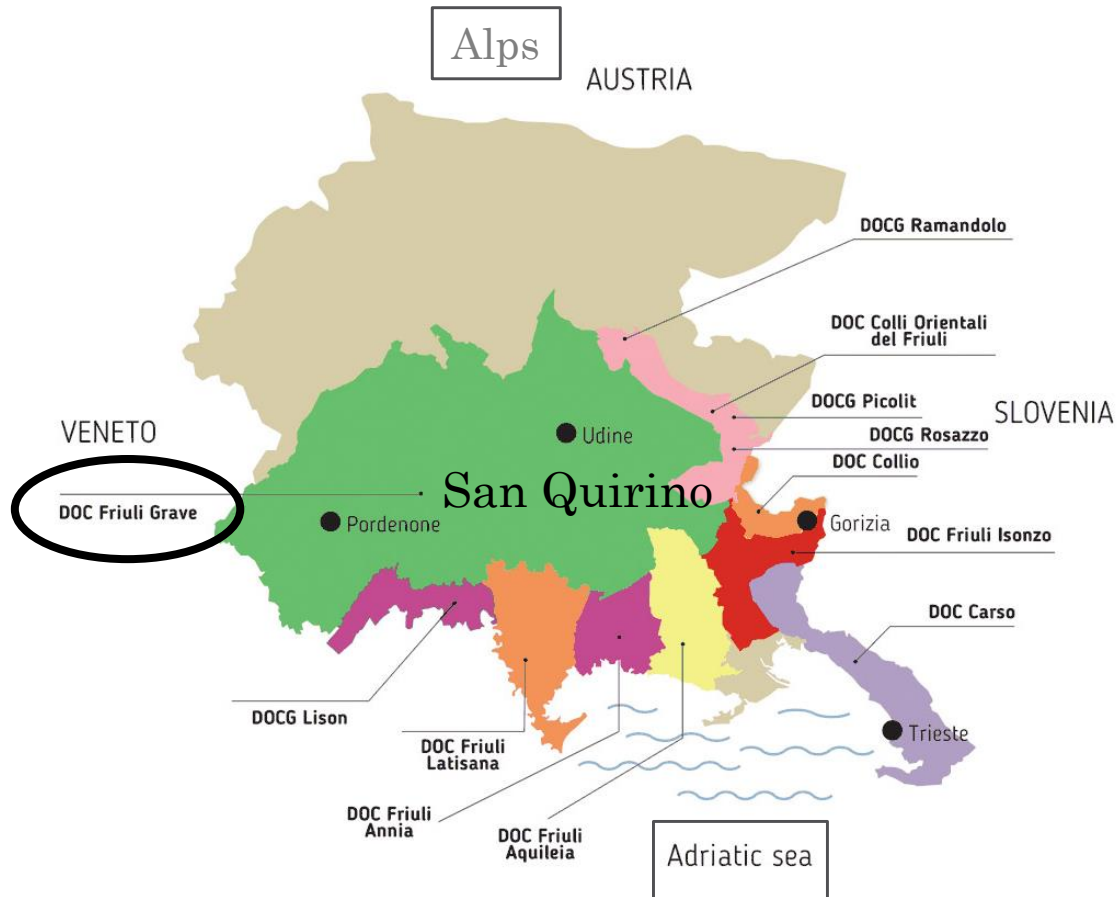 Alps
AUSTRIA
DOCG Ramandolo
DOC Colli Orientali
del Friuli
DOCG Picolit
SLOVENIA
VENETO
Udine
DOCG Rosazzo
DOC Collio
San Quirino
DOC Friuli Grave
Pordenone
Gorizia
DOC Friuli Isonzo
DOC Carso
DOCG Lison
Trieste
DOC Friuli
Latisana
DOC Friuli
Annia
DOC Friuli
Aquileia
Adriatic sea